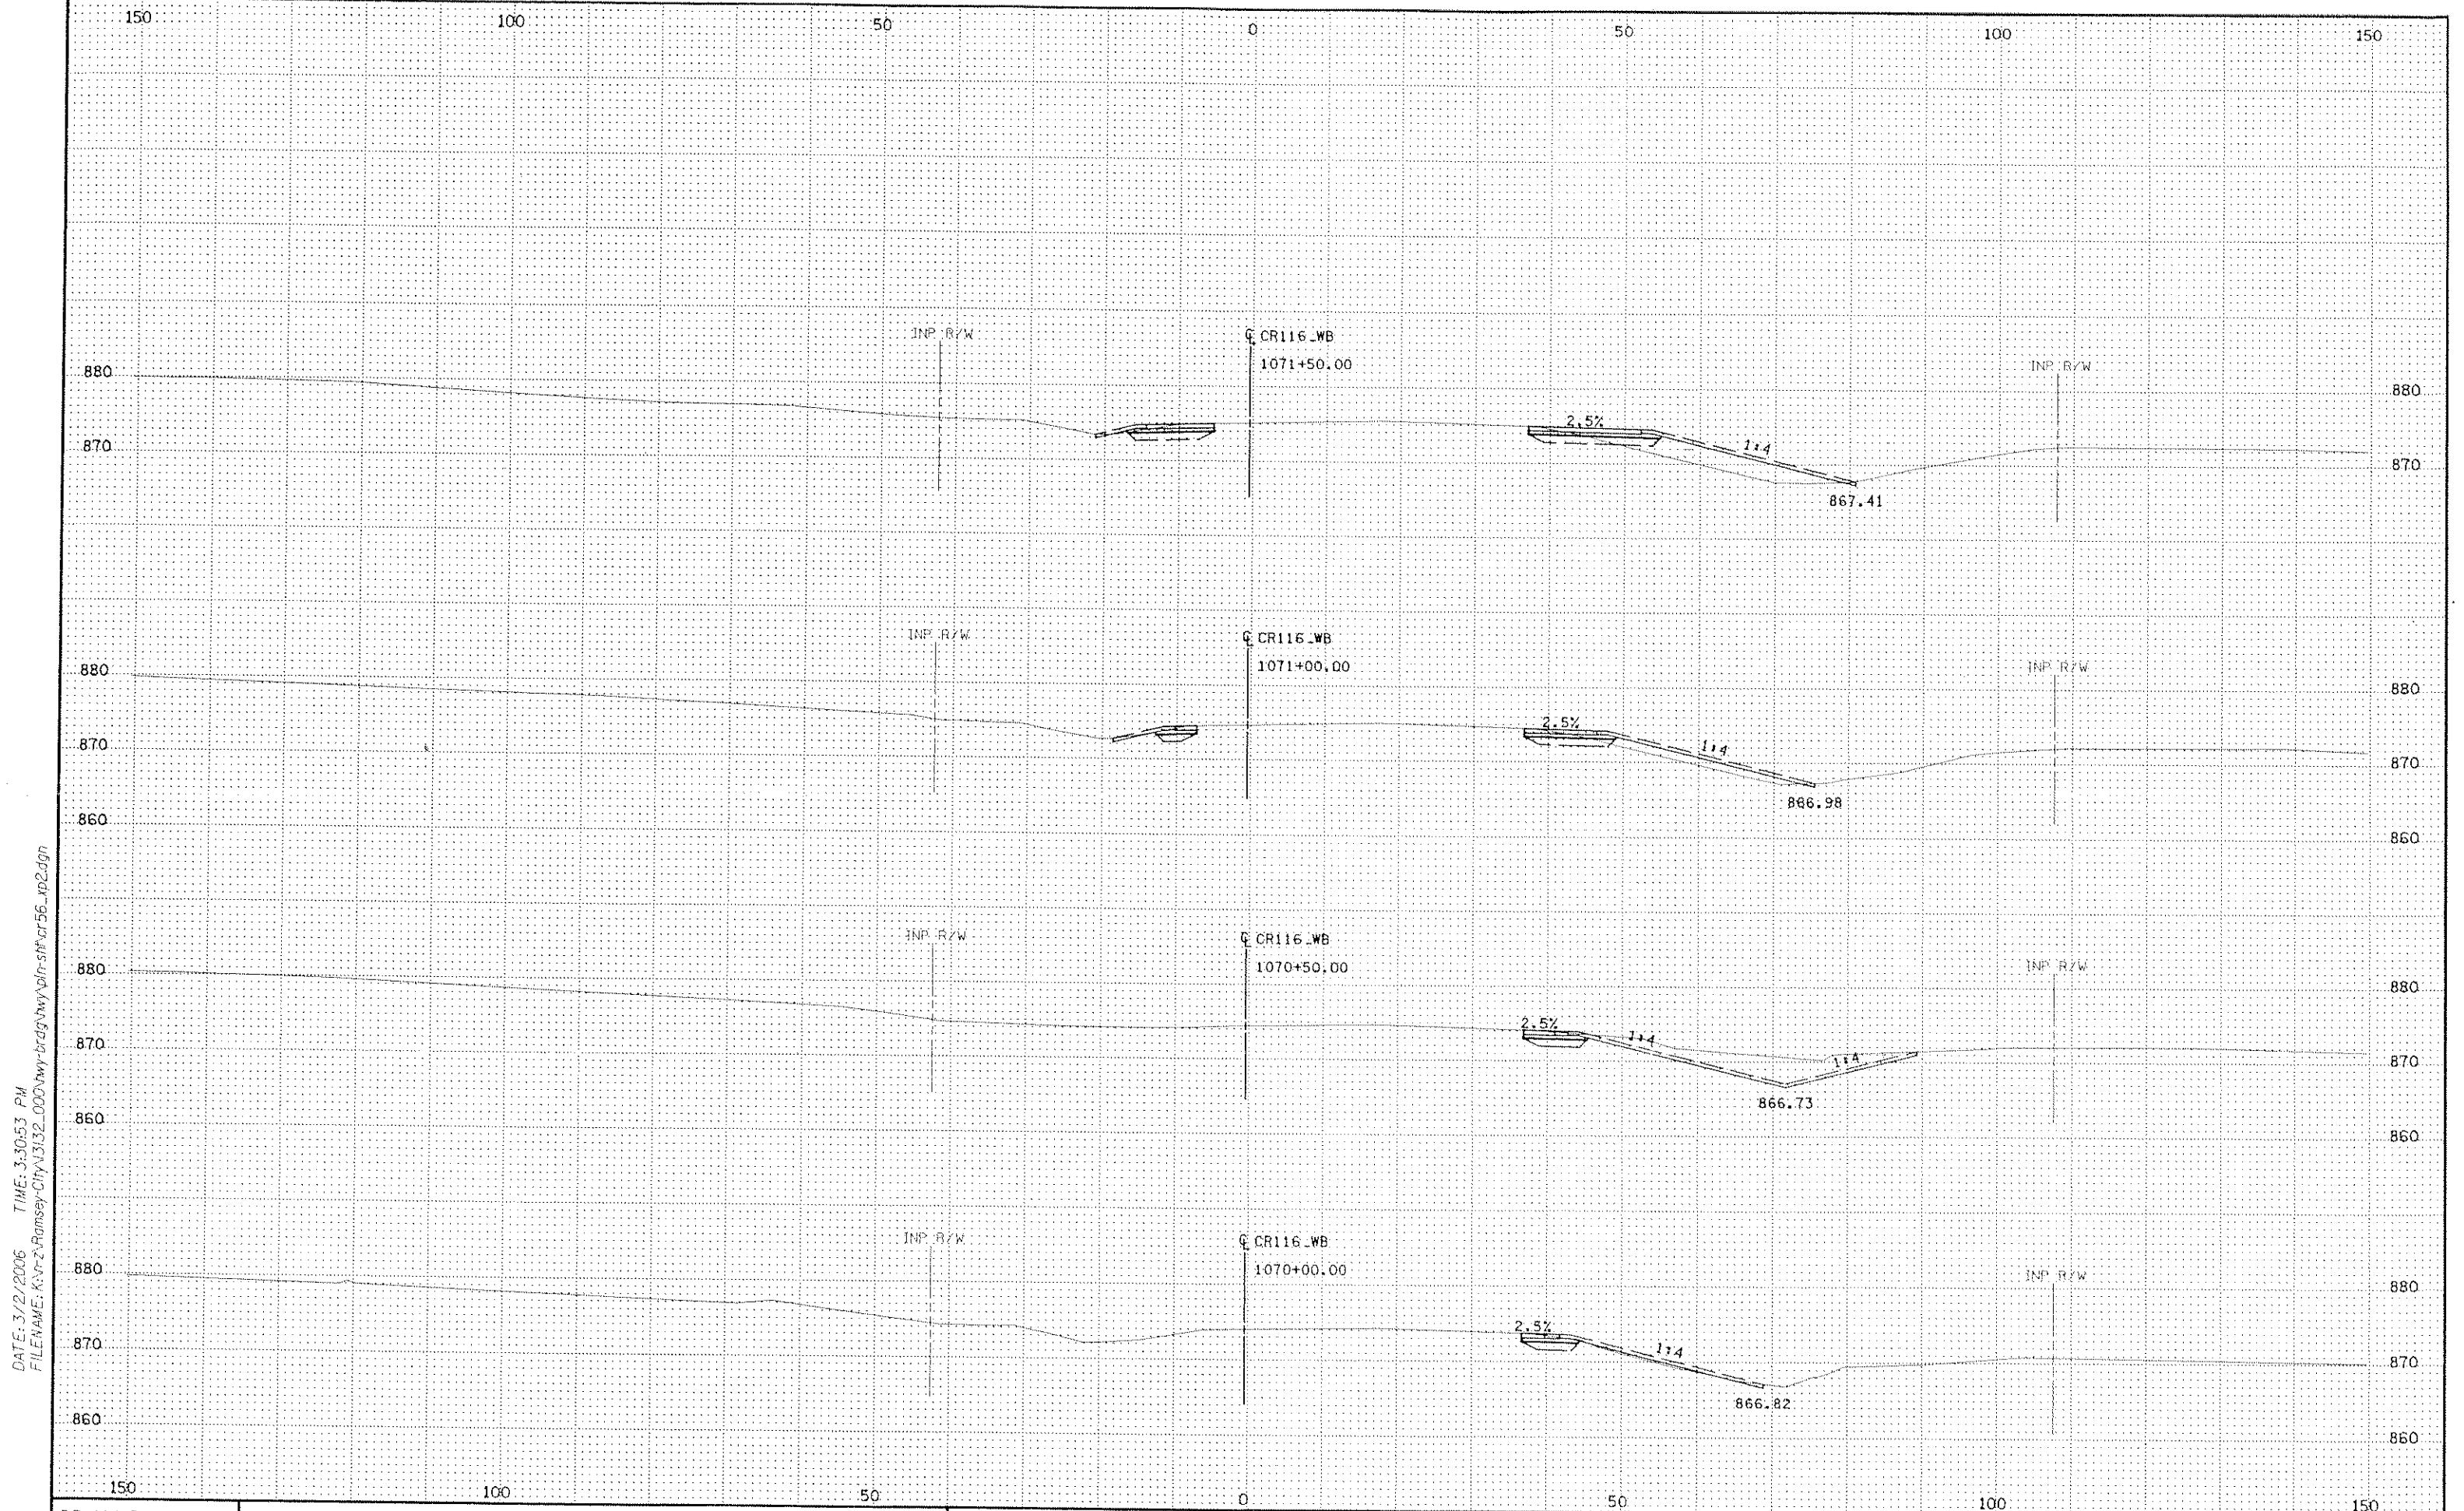 150 100 50 0 50 100 150
INP R/W
CR116_WB
1071+50.00
INP R/W
880 880
2.5%
1:4
870 870
867.41
INP R/W
CR116_WB
1071+00.00
INP R/W
880 880
2.5%
1:4
870 870
866.98
860 860
INP R/W
CR116_WB
1070+50.00
INP R/W
880 880
2.5%
1:4
1:4
870 870
866.73
860 860
INP R/W
CR116_WB
1070+00.00
INP R/W
880 880
2.5%
1:4
870 870
866.82
860 860
150 100 50 0 50 100 150
DATE: 3/2/2006 TIME: 3:30:53 PM